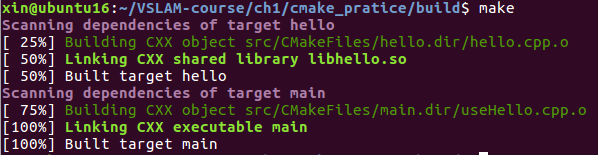 xin@ubuntu16:~/VSLAM-course/ch1/cmake_pratice/build$ make
Scanning dependencies of target hello
[ 25%] Building CXX object src/CMakeFiles/hello.dir/hello.cpp.o
[ 50%] Linking CXX shared library libhello.so
[ 50%] Built target hello
Scanning dependencies of target main
[ 75%] Building CXX object src/CMakeFiles/main.dir/useHello.cpp.o
[100%] Linking CXX executable main
[100%] Built target main